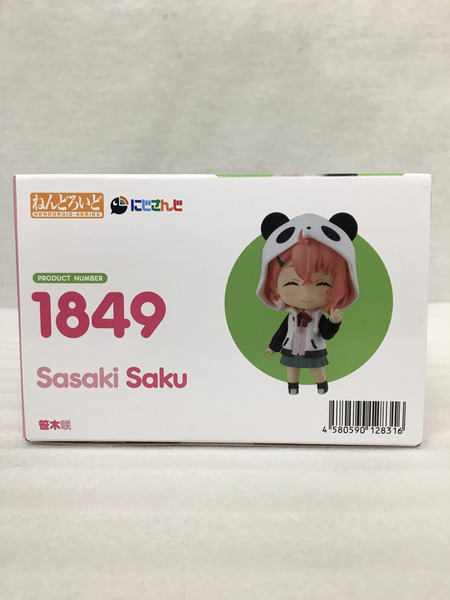 ねんどろいど
NENDOROID SERIES
にじさんじ
PRODUCT NUMBER
1849
Sasaki Saku
笹木咲
4 580590 128316